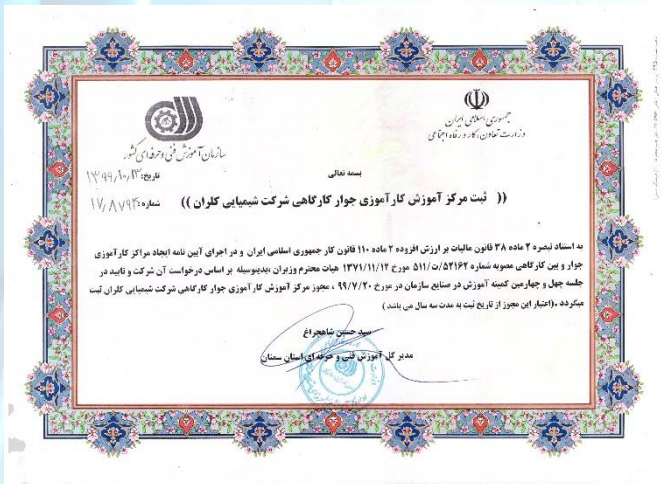 جمهوری اسلامی ایران
وزارت تعاون، کار و رفاه اجتماعی
سازمان آموزش فنی و حرفه‌ای کشور
بسمه تعالی
تاریخ: ۱۳۹۹/۱۰/۱۳
شماره: ۱۷/۸۷۹۴
(( ثبت مرکز آموزش کارآموزی جوار کارگاهی شرکت شیمیایی کلران ))
به استناد تبصره ۲ ماده ۳۸ قانون مالیات بر ارزش افزوده ۲ ماده ۱۱۰ قانون کار جمهوری اسلامی ایران و در اجرای آیین نامه ایجاد مراکز کارآموزی
جوار و بین کارگاهی مصوبه شماره ۵۳۱۶۲/ت/۵۱۱ مورخ ۱۳۷۱/۱۱/۱۲ هیات محترم وزیران ،بدینوسیله بر اساس درخواست آن شرکت و تایید در
جلسه چهل و چهارمین کمیته آموزش در صنایع سازمان در مورخ ۹۹/۷/۲۰ ، مجوز مرکز آموزش کارآموزی جوار کارگاهی شرکت شیمیایی کلران ثبت
میگردد .(اعتبار این مجوز از تاریخ ثبت به مدت سه سال می باشد )
سید حسین شاهچراغ
مدیر کل آموزش فنی و حرفه ای استان سمنان